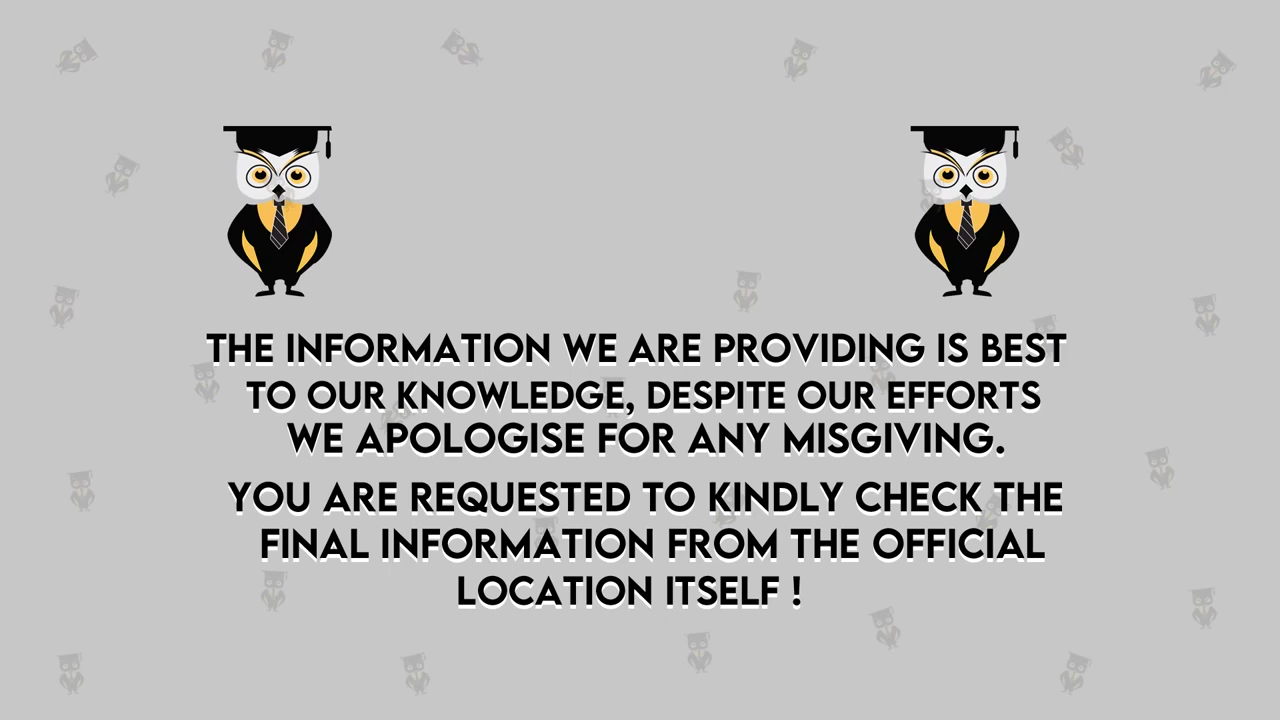 THE INFORMATION WE ARE PROVIDING IS BEST
TO OUR KNOWLEDGE, DESPITE OUR EFFORTS
WE APOLOGISE FOR ANY MISGIVING.
YOU ARE REQUESTED TO KINDLY CHECK THE
FINAL INFORMATION FROM THE OFFICIAL
LOCATION ITSELF !